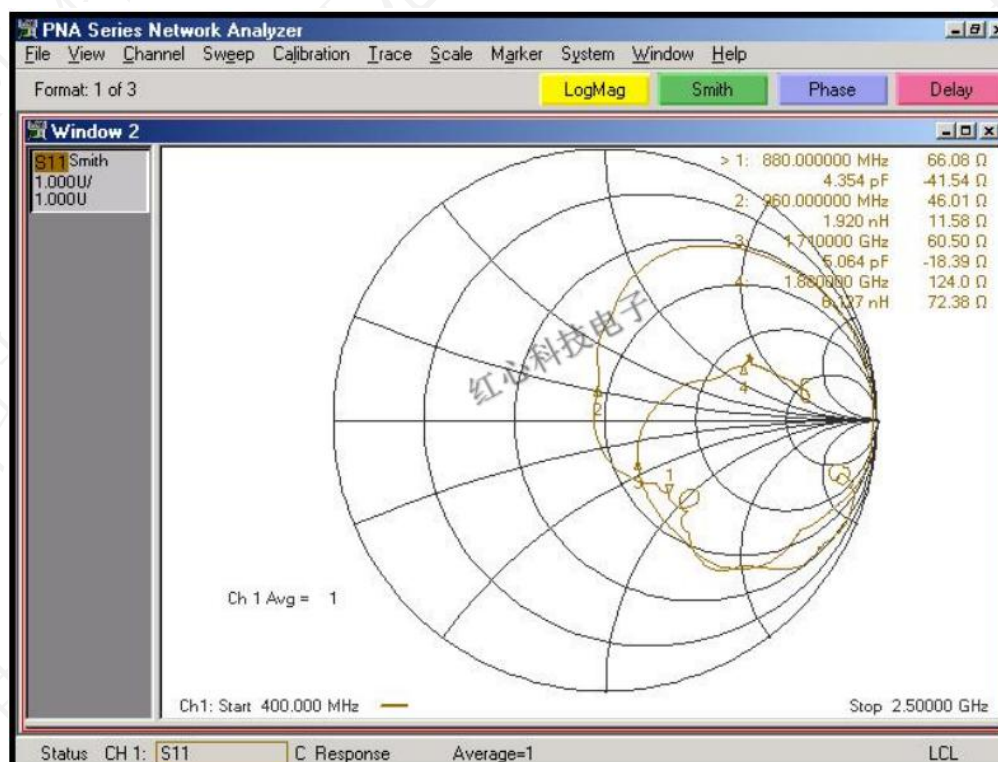 PNA Series Network Analyzer
File View Channel Sweep Calibration Trace Scale Marker System Window Help
Format: 1 of 3
LogMag
Smith
Phase
Delay
Window 2
S11 Smith
1.000U/
1.000U
> 1: 880.000000 MHz 66.08 Ω
4.354 pF -41.54 Ω
2: 960.000000 MHz 46.01 Ω
1.920 nH 11.58 Ω
3: 1.710000 GHz 60.50 Ω
5.064 pF -18.39 Ω
4: 1.880000 GHz 124.0 Ω
6.127 nH 72.38 Ω
红心科技电子
4
2
3
1
Ch 1 Avg = 1
Ch1: Start 400.000 MHz
Stop 2.50000 GHz
Status CH 1: S11 C Response Average=1 LCL